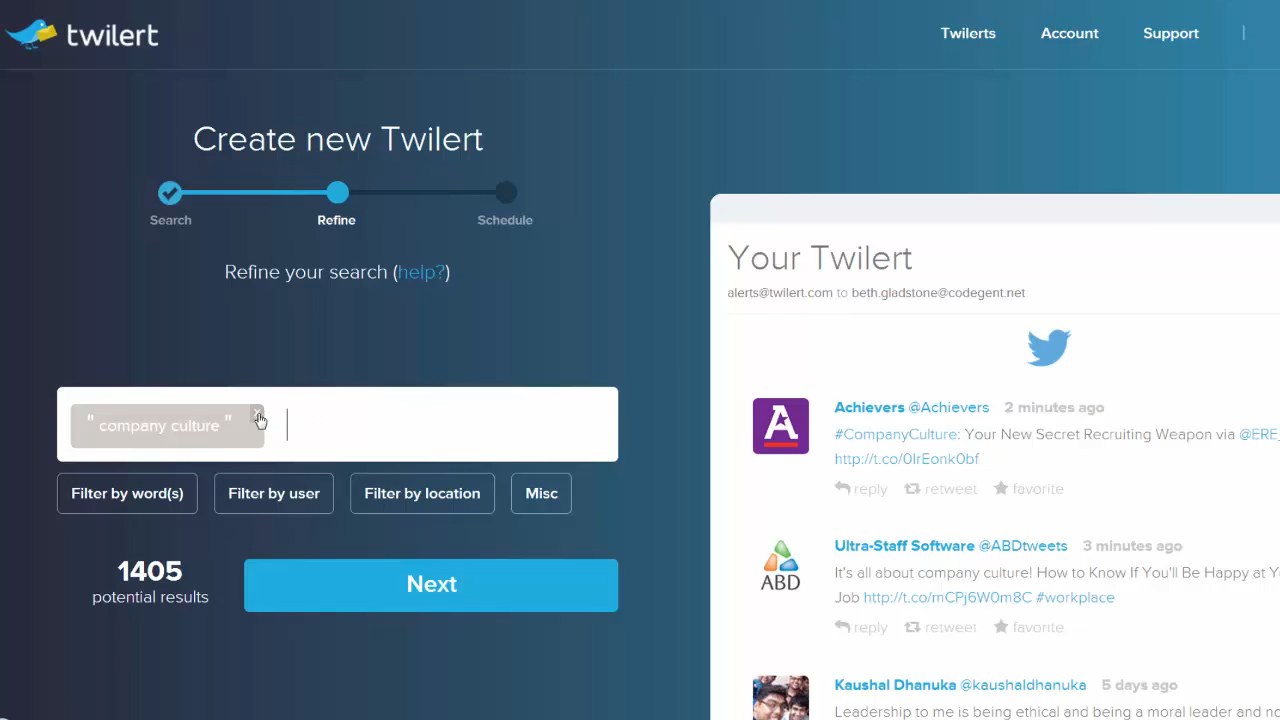 twilert
Twilerts
Account
Support
Create new Twilert
Search
Refine
Schedule
Refine your search (help?)
" company culture "
Filter by word(s)
Filter by user
Filter by location
Misc
1405
potential results
Next
Your Twilert
alerts@twilert.com to beth.gladstone@codegent.net
Achievers @Achievers 2 minutes ago
#CompanyCulture: Your New Secret Recruiting Weapon via @ERE_
http://t.co/0IrEonk0bf
reply retweet favorite
ABD
Ultra-Staff Software @ABDtweets 3 minutes ago
It's all about company culture! How to Know If You'll Be Happy at Y
Job http://t.co/mCPj6W0m8C #workplace
reply retweet favorite
Kaushal Dhanuka @kaushaldhanuka 5 days ago
Leadership to me is being ethical and being a moral leader and no